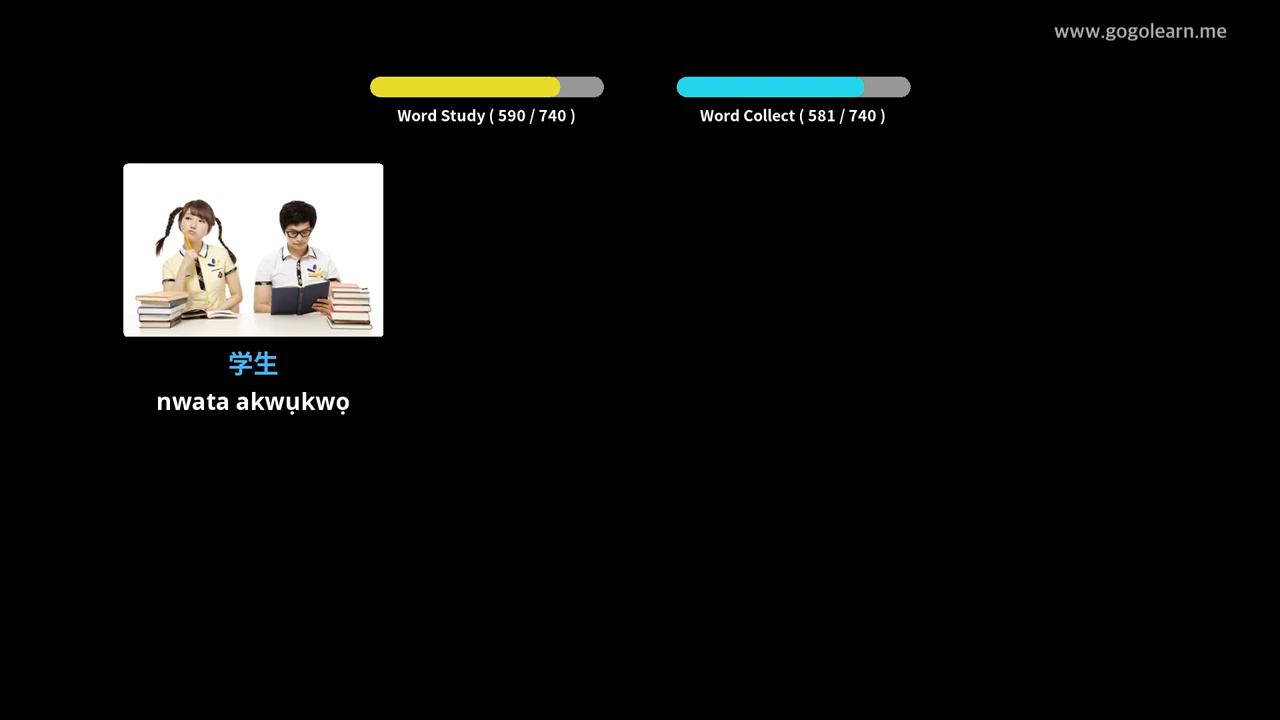 www.gogolearn.me
Word Study ( 590 / 740 )
Word Collect ( 581 / 740 )
学生
nwata akwụkwọ